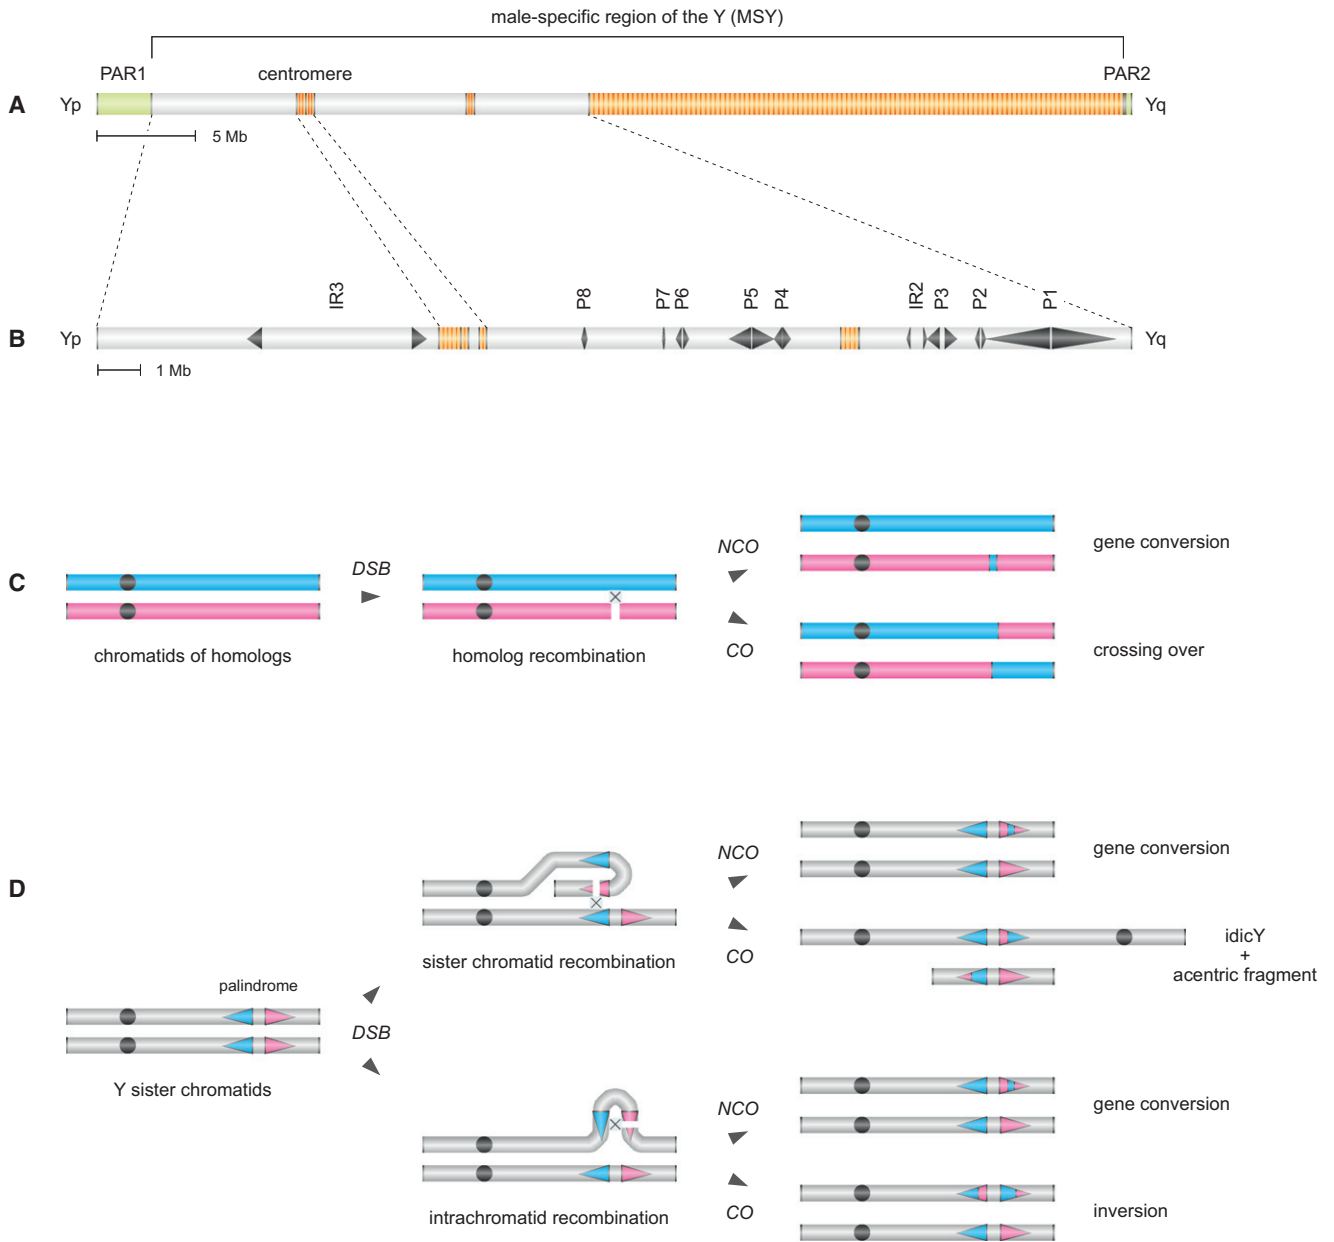 male-specific region of the Y (MSY)
PAR1
centromere
PAR2
A
Yp
Yq
5 Mb
IR3
P8
P7
P6
P5
P4
IR2
P3
P2
P1
B
Yp
Yq
1 Mb
C
DSB
NCO
CO
gene conversion
crossing over
chromatids of homologs
homolog recombination
D
palindrome
DSB
Y sister chromatids
sister chromatid recombination
NCO
CO
gene conversion
idicY
+
acentric fragment
intrachromatid recombination
NCO
CO
gene conversion
inversion